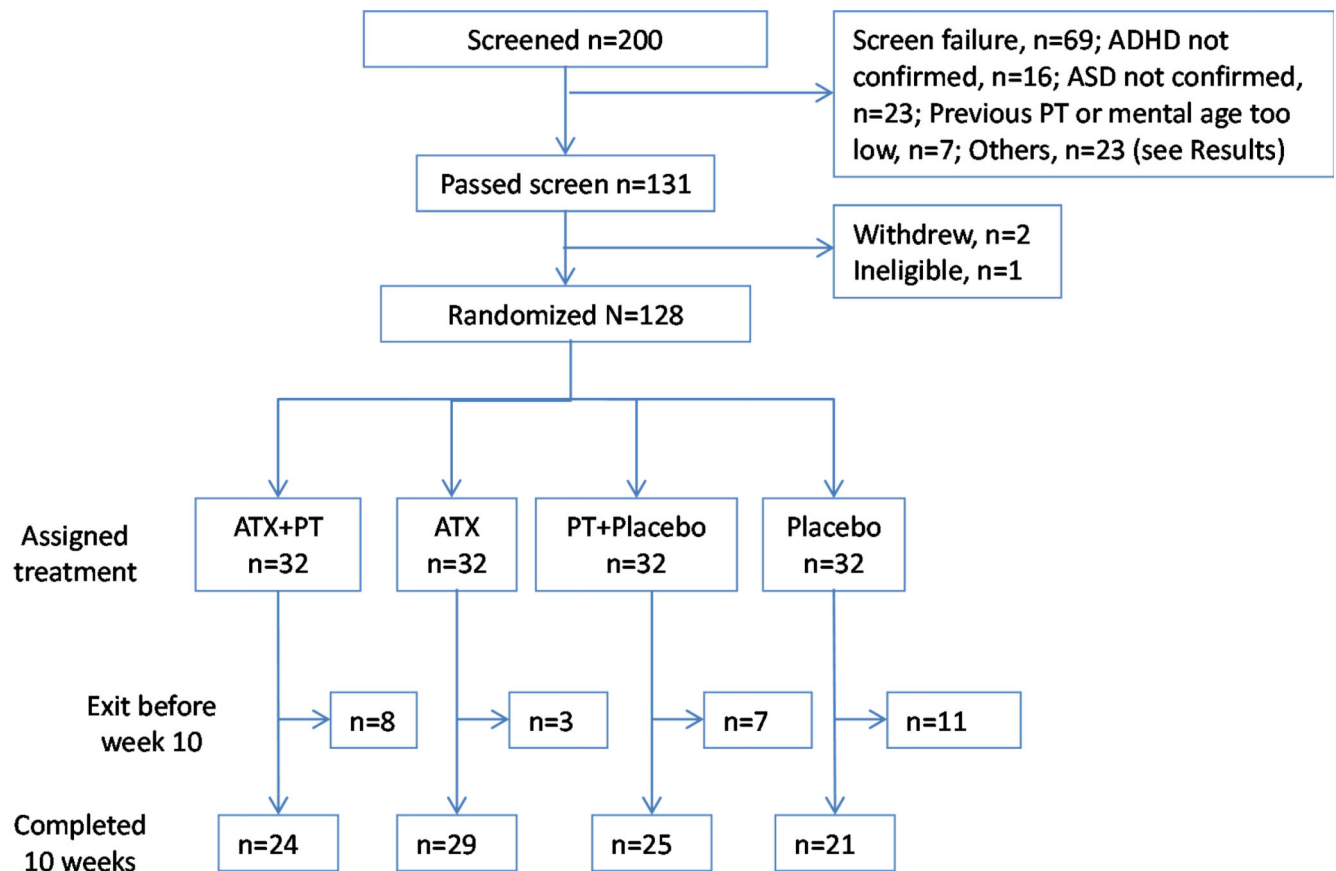 Screened n=200
Screen failure, n=69; ADHD not
confirmed, n=16; ASD not confirmed,
n=23; Previous PT or mental age too
low, n=7; Others, n=23 (see Results)
Passed screen n=131
Withdrew, n=2
Ineligible, n=1
Randomized N=128
Assigned
treatment
ATX+PT
n=32
ATX
n=32
PT+Placebo
n=32
Placebo
n=32
Exit before
week 10
n=8
n=3
n=7
n=11
Completed
10 weeks
n=24
n=29
n=25
n=21